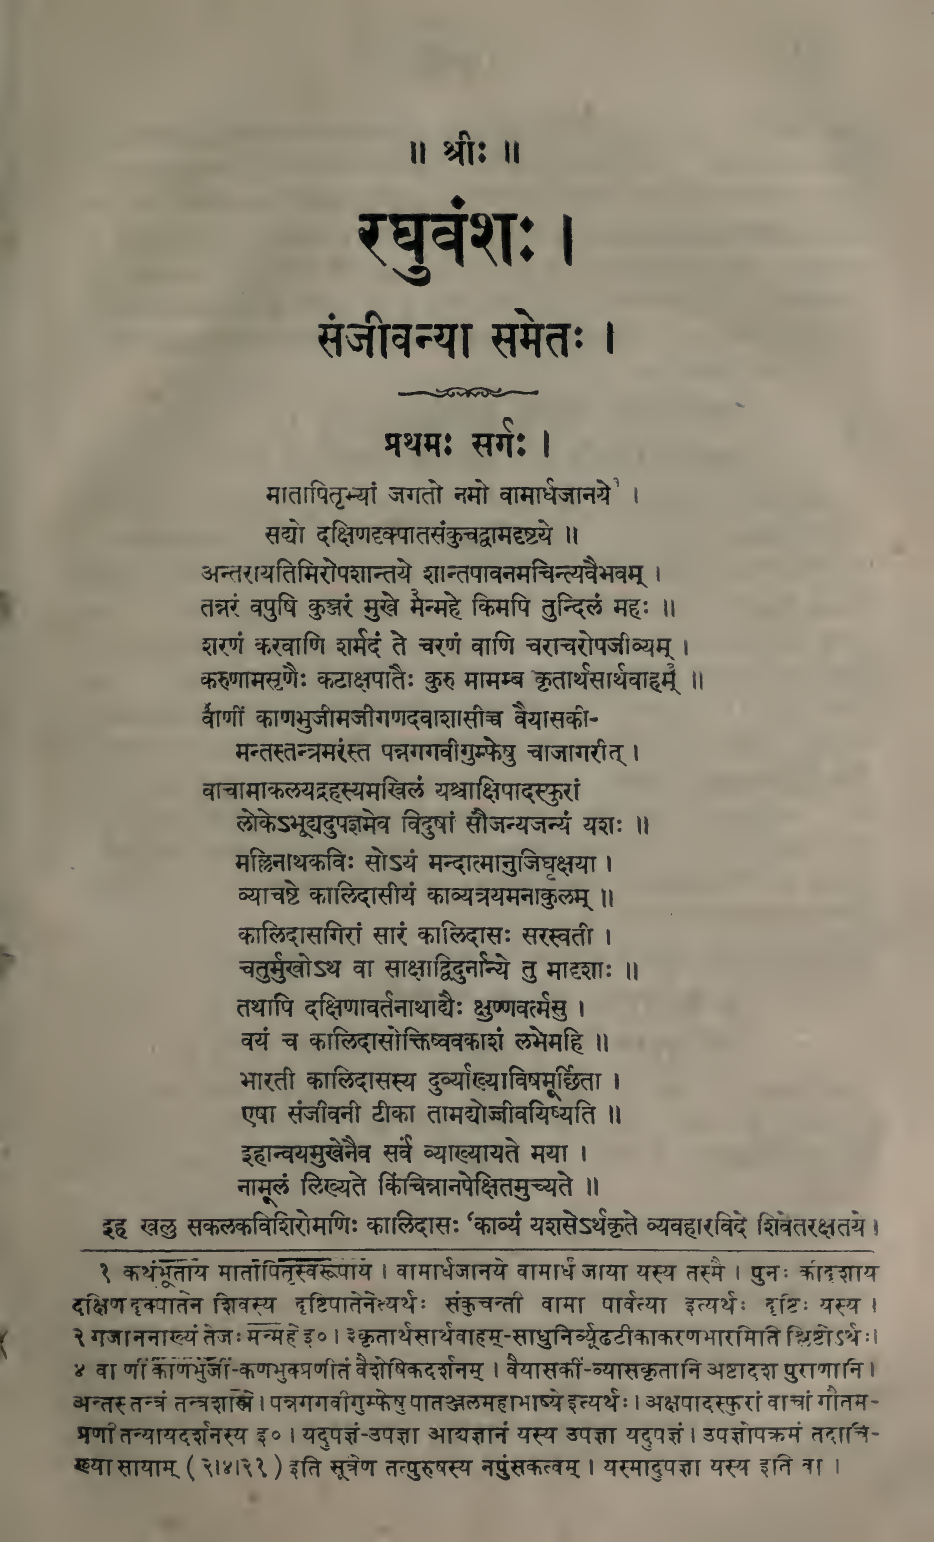 ॥ श्रीः ॥
रघुवंशः ।
संजीवन्या समेतः ।
प्रथमः सर्गः ।
मातापितृभ्यां जगतो नमो वामार्धजानये१ ।
सद्यो दक्षिणदृक्पातसंकुचद्वामदृष्टये ॥
अन्तरायतिमिरोपशान्तये शान्तपावनमचिन्त्यवैभवम् ।
तन्नरं वपुषि कुञ्जरं मुखे मन्महे किमपि तुन्दिलं महः ॥
शरणं करवाणि शर्मदं ते चरणं वाणि चराचरोपजीव्यम् ।
करुणामसृणैः कटाक्षपातैः कुरु मामम्ब कृतार्थसार्थवाहम्३ ॥
वाणीं काणभुजीमजीगणदवाशासीच्च वैयासकी-
मन्तस्तन्त्रमरंस्त पन्नगगवीगुम्फेषु चाजागरीत् ।
वाचामाकलयद्रहस्यमखिलं यश्चाक्षिपादस्फुरां
लोकेऽभूद्यदुपज्ञमेव विदुषां सौजन्यजन्यं यशः ॥
मल्लिनाथकविः सोऽयं मन्दात्मानुजिघृक्षया ।
व्याचष्टे कालिदासीयं काव्यत्रयमनाकुलम् ॥
कालिदासगिरां सारं कालिदासः सरस्वती ।
चतुर्मुखोऽथ वा साक्षाद्विदुर्नान्ये तु मादृशाः ॥
तथापि दक्षिणावर्तनाथाद्यैः क्षुण्णवर्त्मसु ।
वयं च कालिदासोक्तिष्ववकाशं लभेमहि ॥
भारती कालिदासस्य दुर्व्याख्याविषमूर्छिता ।
एषा संजीवनी टीका तामद्योज्जीवयिष्यति ॥
इहान्वयमुखेनैव सर्वं व्याख्यायते मया ।
नामूलं लिख्यते किंचिन्नानपेक्षितमुच्यते ॥
इह खलु सकलकविशिरोमणिः कालिदासः ‘काव्यं यशसेऽर्थकृते व्यवहारविदे शिवेतरक्षतये ।
१ कथंभूताय मातापितृस्वरूपाय । वामार्धजानये वामार्धं जाया यस्य तस्मै । पुनः कीदृशाय
दक्षिणदृक्पातेन शिवस्य दृष्टिपातेनेत्यर्थः संकुचन्ती वामा पार्वत्या इत्यर्थः दृष्टिः यस्य ।
२ गजाननाख्यं तेजः मन्महे इ० । ३ कृतार्थसार्थवाहम्-साधुनिर्व्यूढटीकाकरणभारमिति श्लिष्टोऽर्थः ।
४ वाणीं काणभुजीं-कणभुक्प्रणीतं वैशेषिकदर्शनम् । वैयासकीं-व्यासकृतानि अष्टादश पुराणानि ।
अन्तस्तन्त्रं तन्त्रशास्त्रे । पन्नगगवीगुम्फेषु पातञ्जलमहाभाष्ये इत्यर्थः । अक्षपादस्फुरां वाचां गौतम-
प्रणीतन्यायदर्शनस्य इ० । यदुपज्ञं-उपज्ञा आद्यज्ञानं यस्य उपज्ञा यदुपज्ञं । उपज्ञोपक्रमं तदाचि-
ख्यासायाम् ( २।४।२१ ) इति सूत्रेण तत्पुरुषस्य नपुंसकत्वम् । यस्मादुपज्ञा यस्य इति वा ।